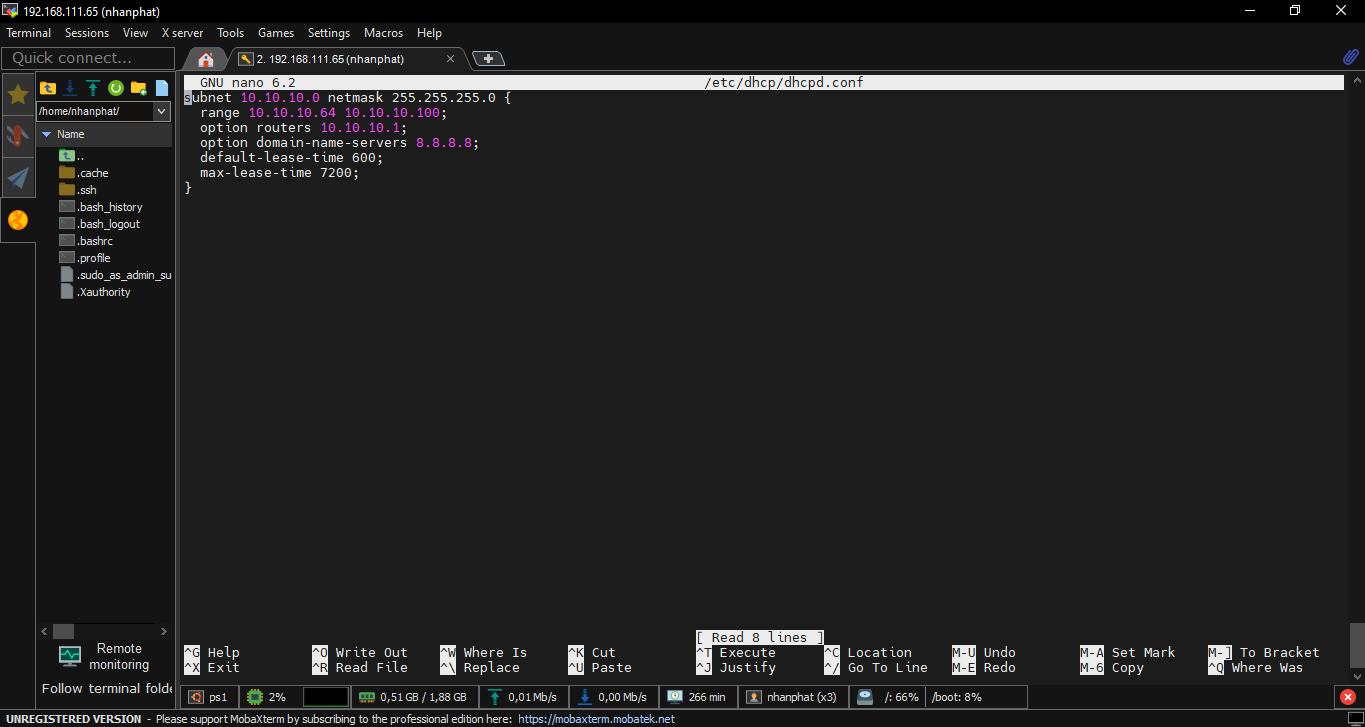 192.168.111.65 (nhanphat)
Terminal Sessions View X server Tools Games Settings Macros Help
Quick connect...
2. 192.168.111.65 (nhanphat)
/home/nhanphat/
Name
..
.cache
.ssh
.bash_history
.bash_logout
.bashrc
.profile
.sudo_as_admin_su
.Xauthority
Remote
monitoring
Follow terminal folde
GNU nano 6.2 /etc/dhcp/dhcpd.conf
subnet 10.10.10.0 netmask 255.255.255.0 {
  range 10.10.10.64 10.10.10.100;
  option routers 10.10.10.1;
  option domain-name-servers 8.8.8.8;
  default-lease-time 600;
  max-lease-time 7200;
}
[ Read 8 lines ]
^G Help ^O Write Out ^W Where Is ^K Cut ^T Execute ^C Location M-U Undo M-A Set Mark M-] To Bracket
^X Exit ^R Read File ^\ Replace ^U Paste ^J Justify ^/ Go To Line M-E Redo M-6 Copy ^Q Where Was
ps1 2% 0,51 GB / 1,88 GB 0,01 Mb/s 0,00 Mb/s 266 min nhanphat (x3) /: 66% /boot: 8%
UNREGISTERED VERSION - Please support MobaXterm by subscribing to the professional edition here: https://mobaxterm.mobatek.net